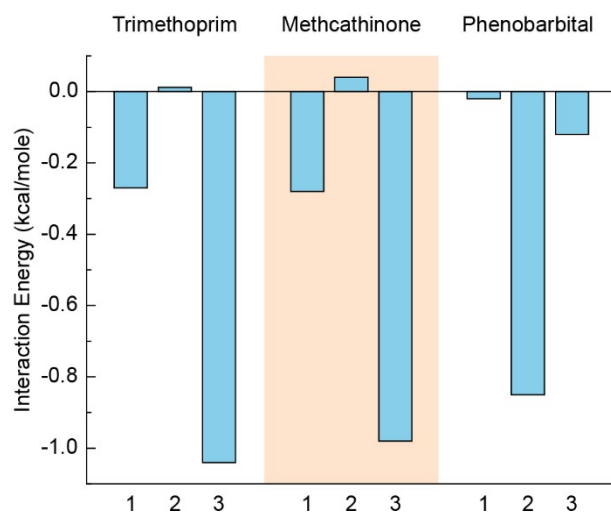 Trimethoprim Methcathinone Phenobarbital
Interaction Energy (kcal/mole)
0.0
-0.2
-0.4
-0.6
-0.8
-1.0
1 2 3 1 2 3 1 2 3